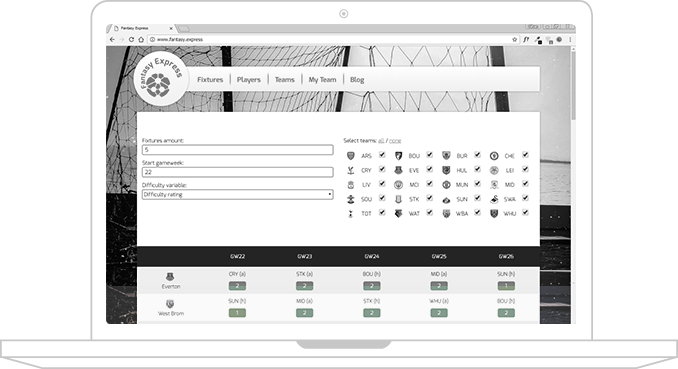 Fantasy Express
www.fantasy.express
Fantasy Express
Fixtures | Players | Teams | My Team | Blog
Fixtures amount:
5
Start gameweek:
22
Difficulty variable:
Difficulty rating
Select teams: all / none
ARS BOU BUR CHE
CRY EVE HUL LEI
LIV MCI MUN MID
SOU STK SUN SWA
TOT WAT WBA WHU
GW22 GW23 GW24 GW25 GW26
CRY (a) STK (a) BOU (h) MID (a) SUN (h)
Everton 2 2 2 2 1
SUN (h) MID (a) STK (h) WHU (a) BOU (h)
West Brom 1 2 2 2 2